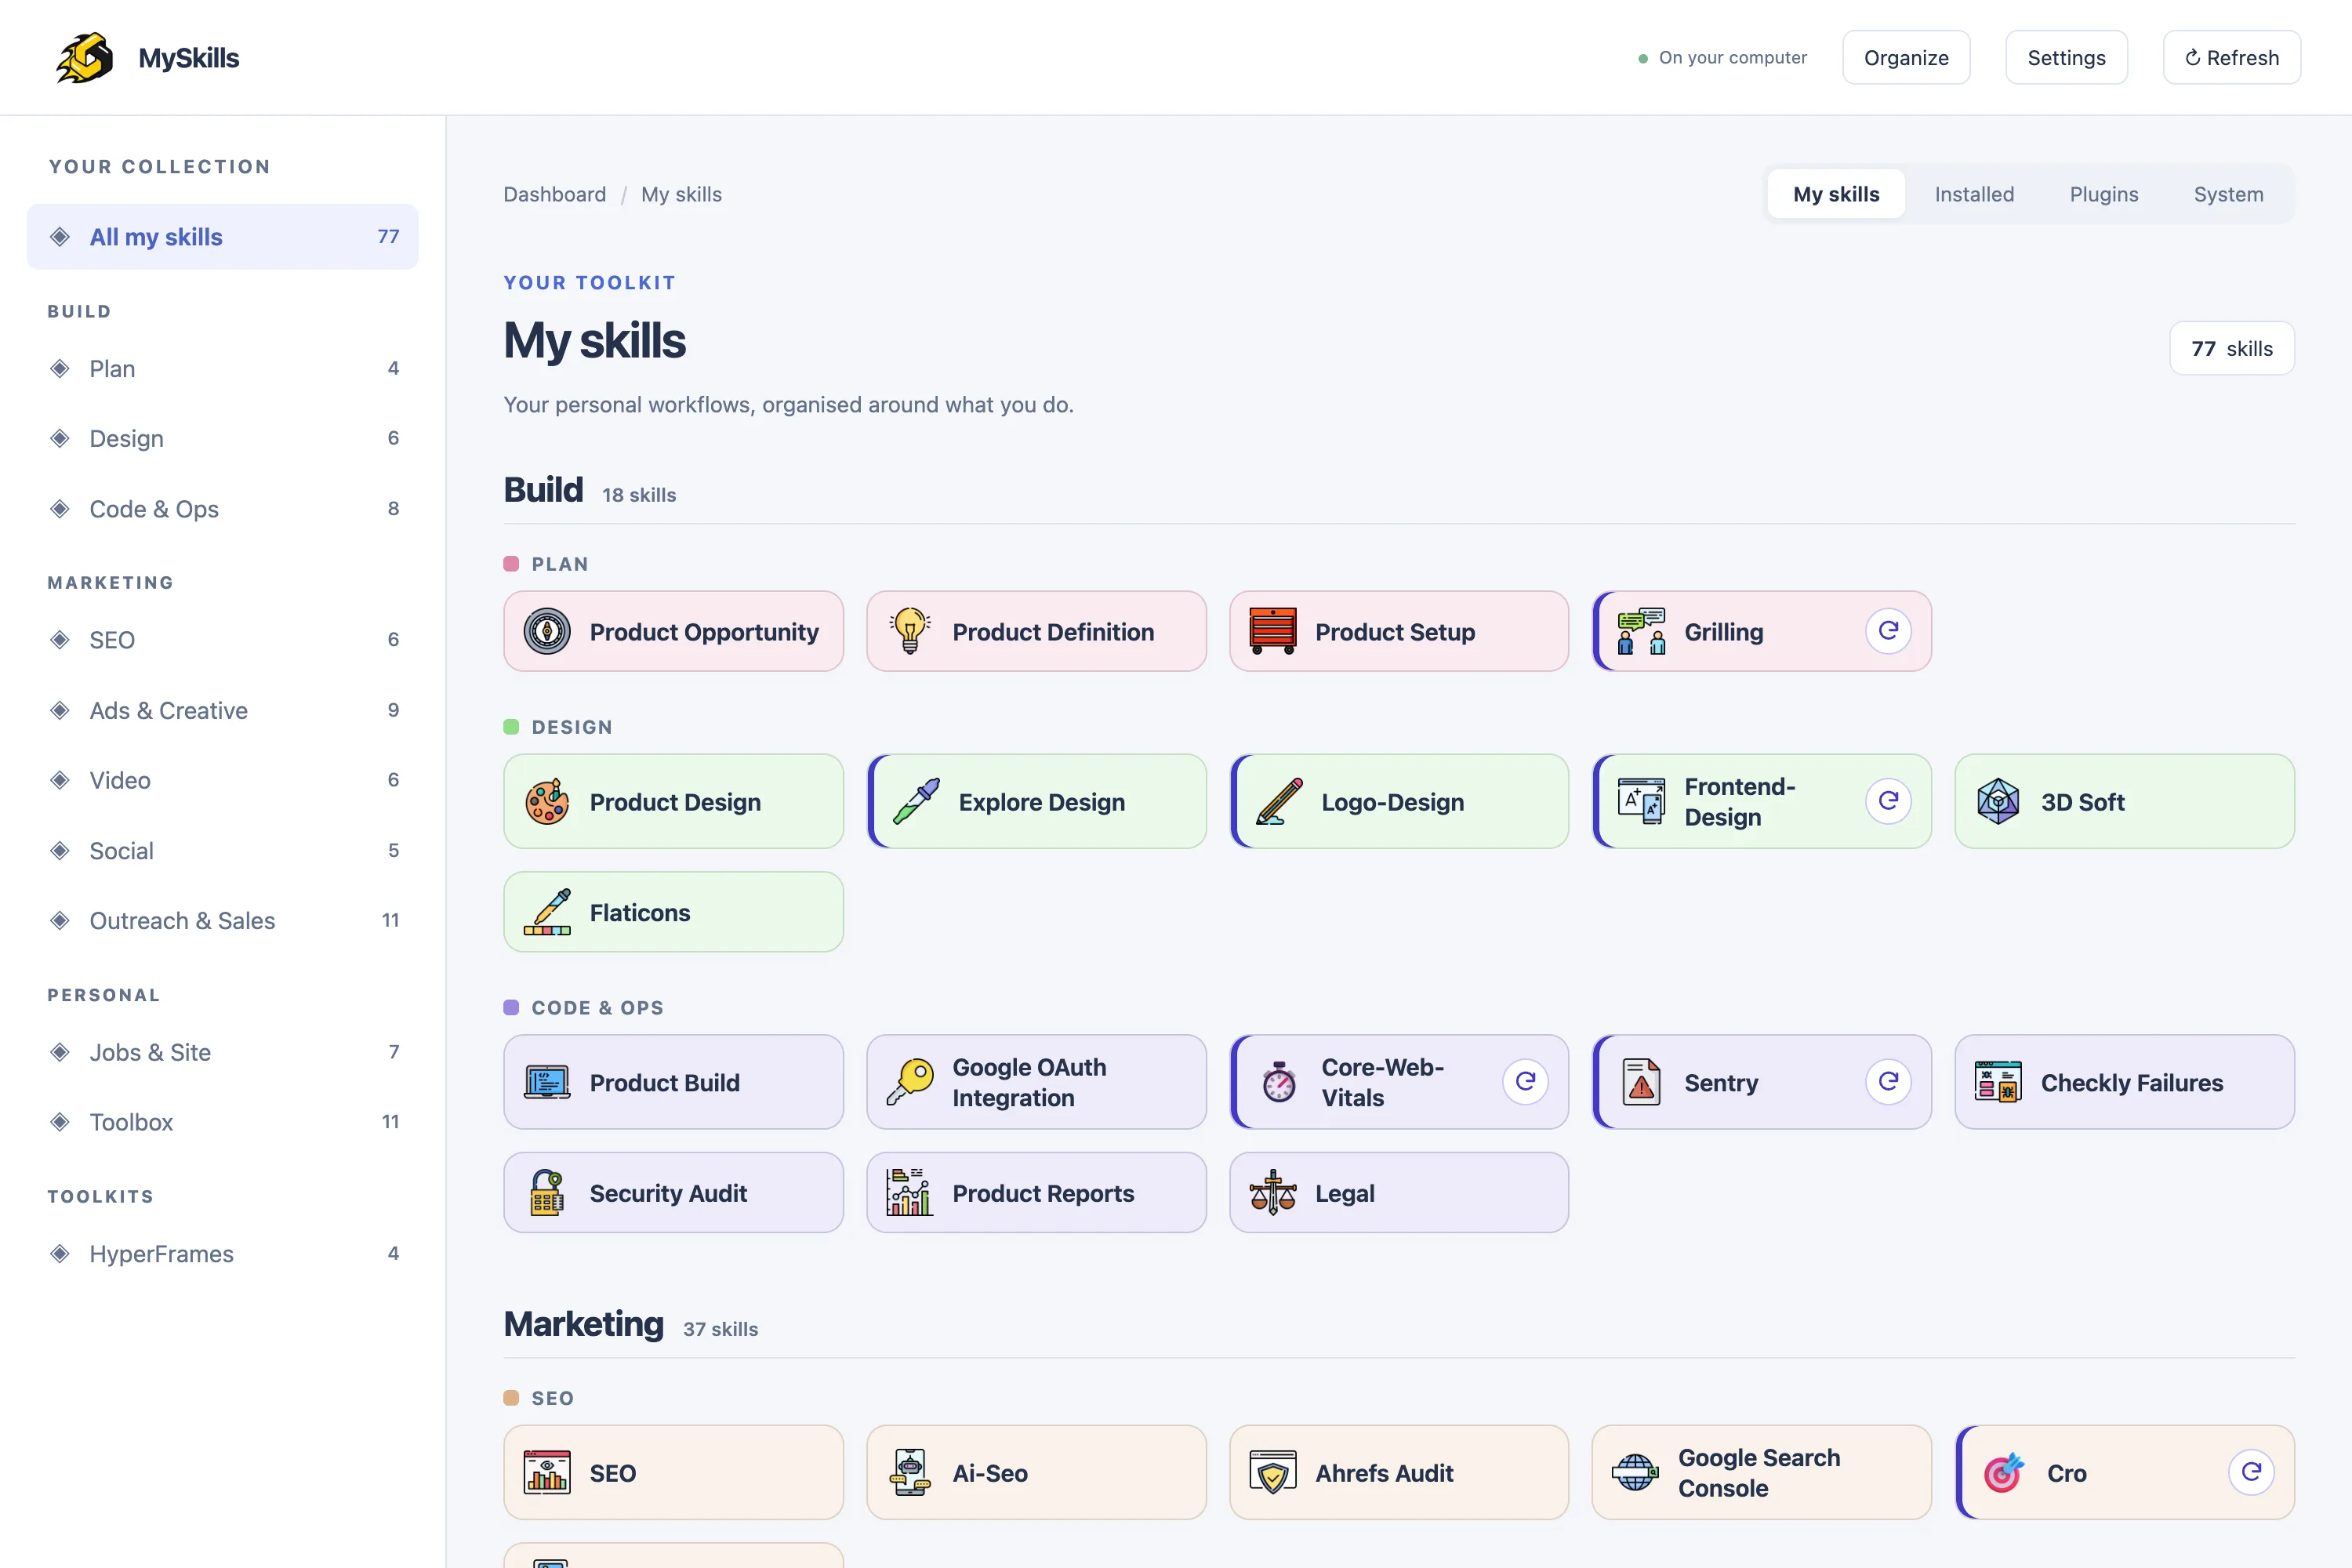 MySkills
On your computer
Organize
Settings
Refresh
YOUR COLLECTION
All my skills 77
BUILD
Plan 4
Design 6
Code & Ops 8
MARKETING
SEO 6
Ads & Creative 9
Video 6
Social 5
Outreach & Sales 11
PERSONAL
Jobs & Site 7
Toolbox 11
TOOLKITS
HyperFrames 4
Dashboard / My skills
My skills Installed Plugins System
YOUR TOOLKIT
My skills
77 skills
Your personal workflows, organised around what you do.
Build 18 skills
PLAN
Product Opportunity
Product Definition
Product Setup
Grilling
DESIGN
Product Design
Explore Design
Logo-Design
Frontend-
Design
3D Soft
Flaticons
CODE & OPS
Product Build
Google OAuth
Integration
Core-Web-
Vitals
Sentry
Checkly Failures
Security Audit
Product Reports
Legal
Marketing 37 skills
SEO
SEO
Ai-Seo
Ahrefs Audit
Google Search
Console
Cro